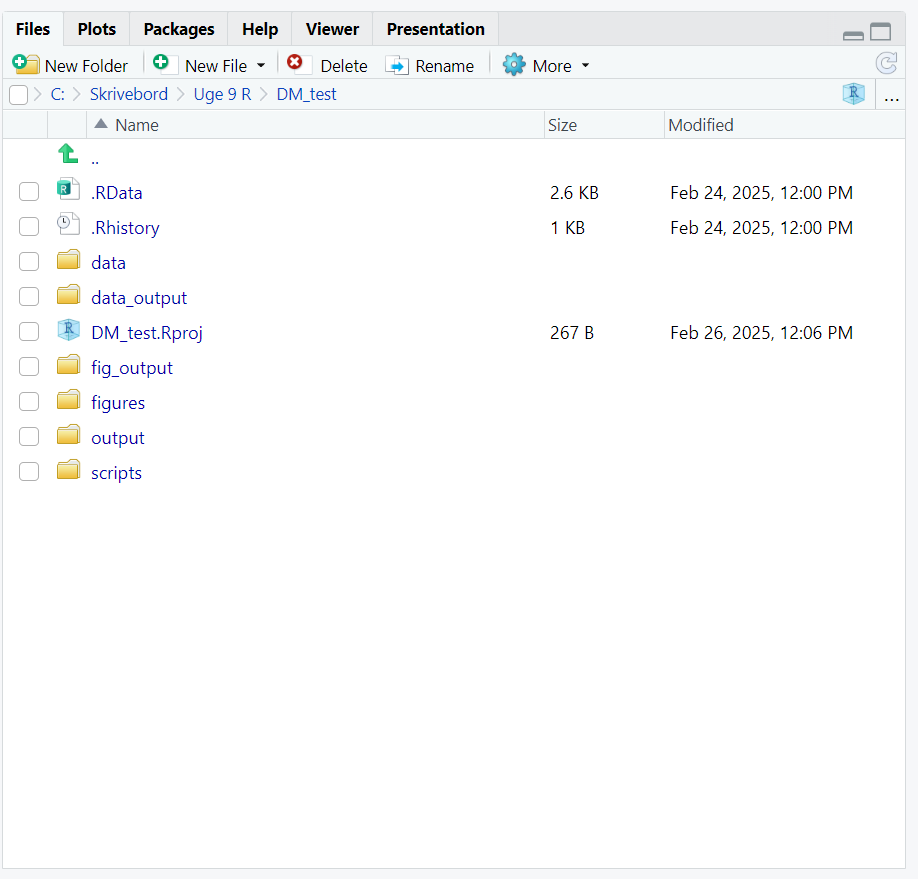 Files Plots Packages Help Viewer Presentation
New Folder New File Delete Rename More
C: Skrivebord Uge 9 R DM_test R ...
Name Size Modified
..
R .RData 2.6 KB Feb 24, 2025, 12:00 PM
.Rhistory 1 KB Feb 24, 2025, 12:00 PM
data
data_output
R DM_test.Rproj 267 B Feb 26, 2025, 12:06 PM
fig_output
figures
output
scripts